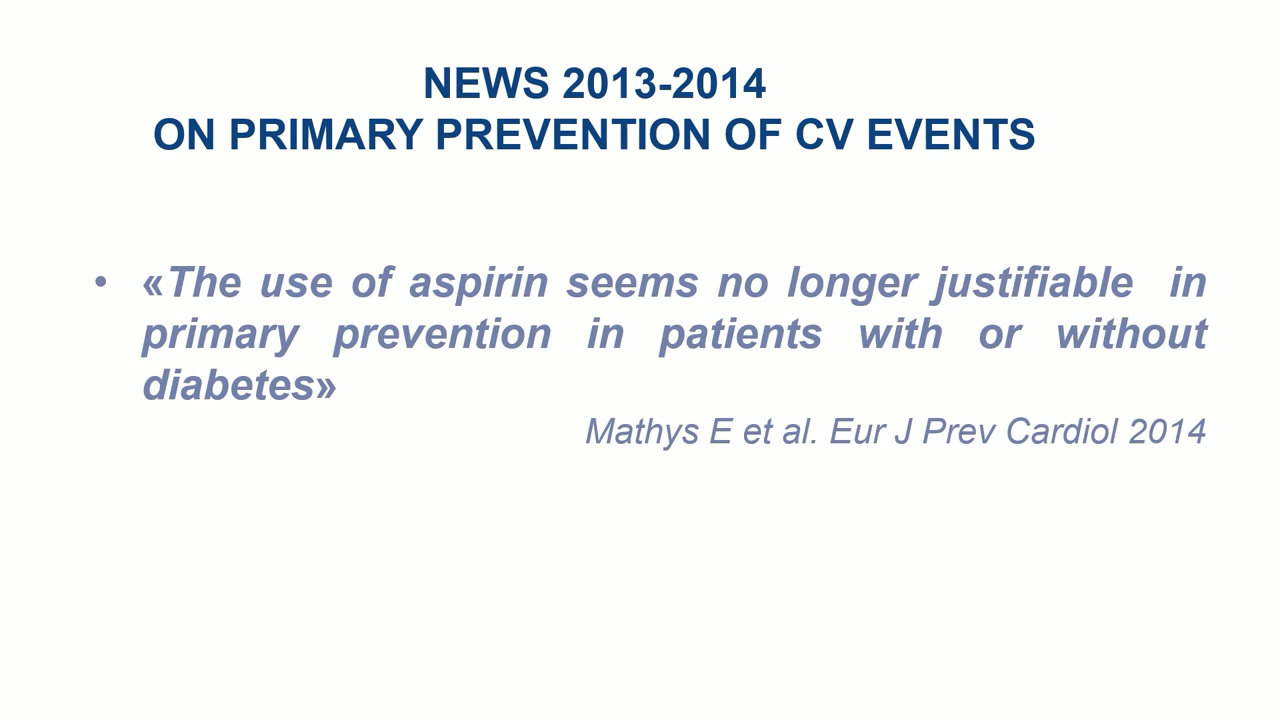 NEWS 2013-2014
ON PRIMARY PREVENTION OF CV EVENTS
• «The use of aspirin seems no longer justifiable in
primary prevention in patients with or without
diabetes»
Mathys E et al. Eur J Prev Cardiol 2014